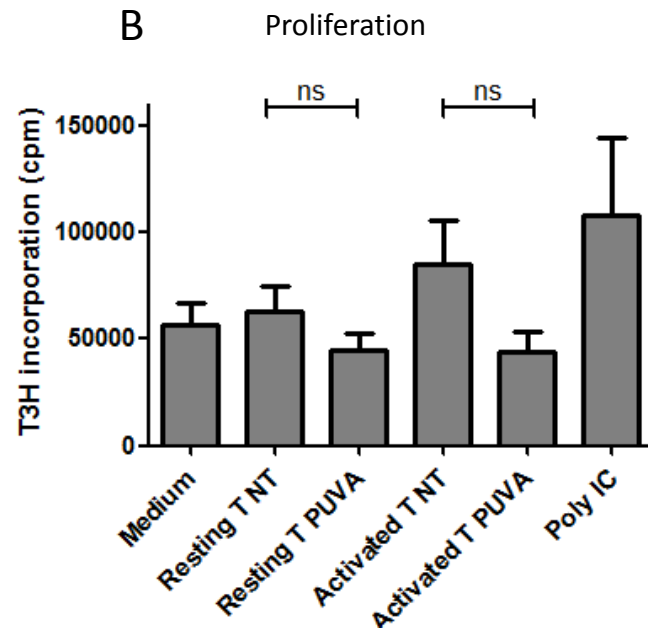 B Proliferation
ns ns
150000
100000
50000
0
T3H incorporation (cpm)
Medium
Resting T NT
Resting T PUVA
Activated T NT
Activated T PUVA
Poly IC